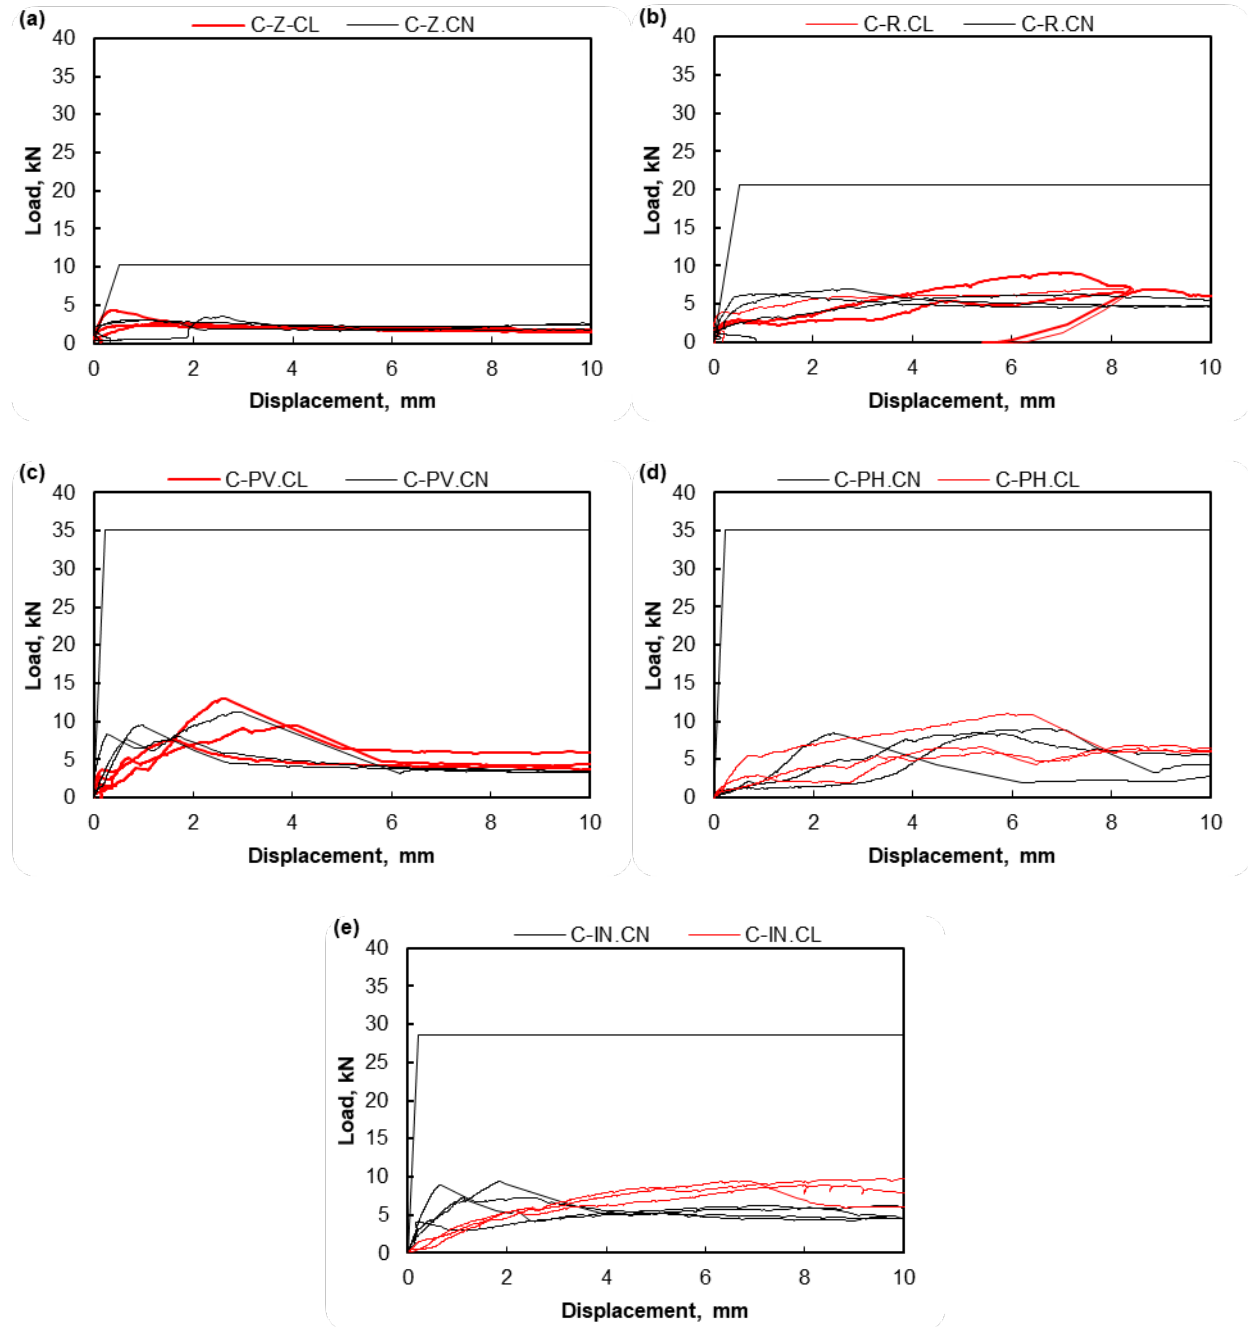 (a)
C-Z-CL C-Z.CN
40
35
30
25
20
15
10
5
0
Load, kN
0 2 4 6 8 10
Displacement, mm
(b)
C-R.CL C-R.CN
40
35
30
25
20
15
10
5
0
Load, kN
0 2 4 6 8 10
Displacement, mm
(c)
C-PV.CL C-PV.CN
40
35
30
25
20
15
10
5
0
Load, kN
0 2 4 6 8 10
Displacement, mm
(d)
C-PH.CN C-PH.CL
40
35
30
25
20
15
10
5
0
Load, kN
0 2 4 6 8 10
Displacement, mm
(e)
C-IN.CN C-IN.CL
40
35
30
25
20
15
10
5
0
Load, kN
0 2 4 6 8 10
Displacement, mm